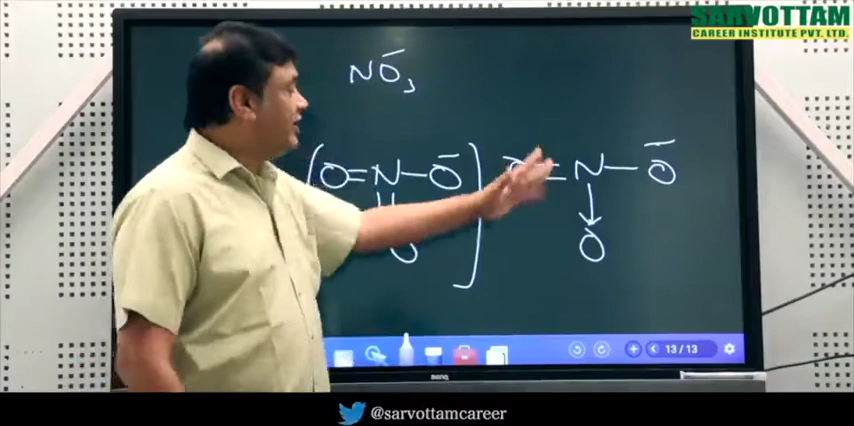 SARVOTTAM
CAREER INSTITUTE PVT. LTD.
NO₃⁻
O=N–O⁻
N–O⁻
O
13/13
BENQ
@sarvottamcareer